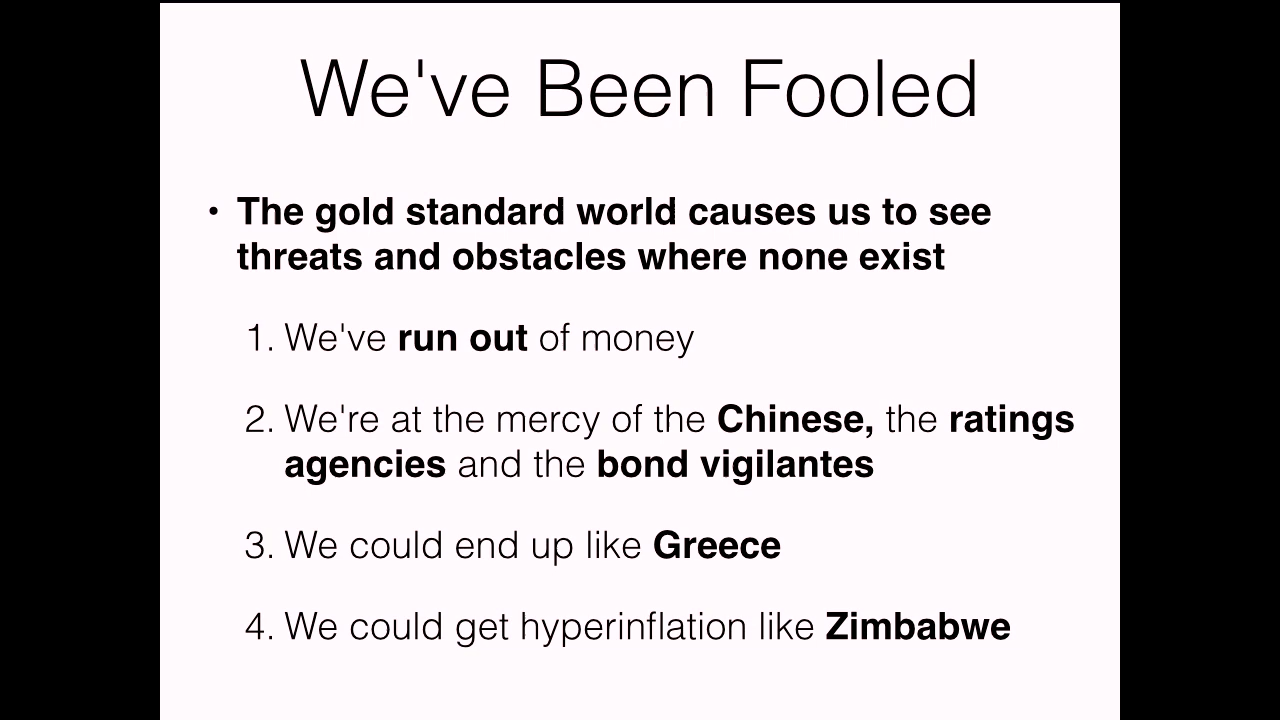 We've Been Fooled
• The gold standard world causes us to see
threats and obstacles where none exist
1. We've run out of money
2. We're at the mercy of the Chinese, the ratings
agencies and the bond vigilantes
3. We could end up like Greece
4. We could get hyperinflation like Zimbabwe